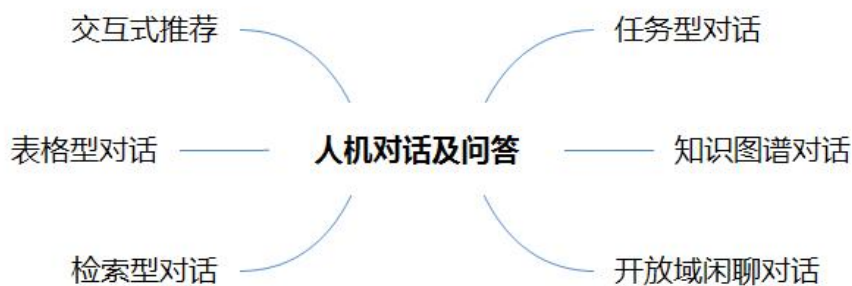 交互式推荐
任务型对话
表格型对话
人机对话及问答
知识图谱对话
检索型对话
开放域闲聊对话